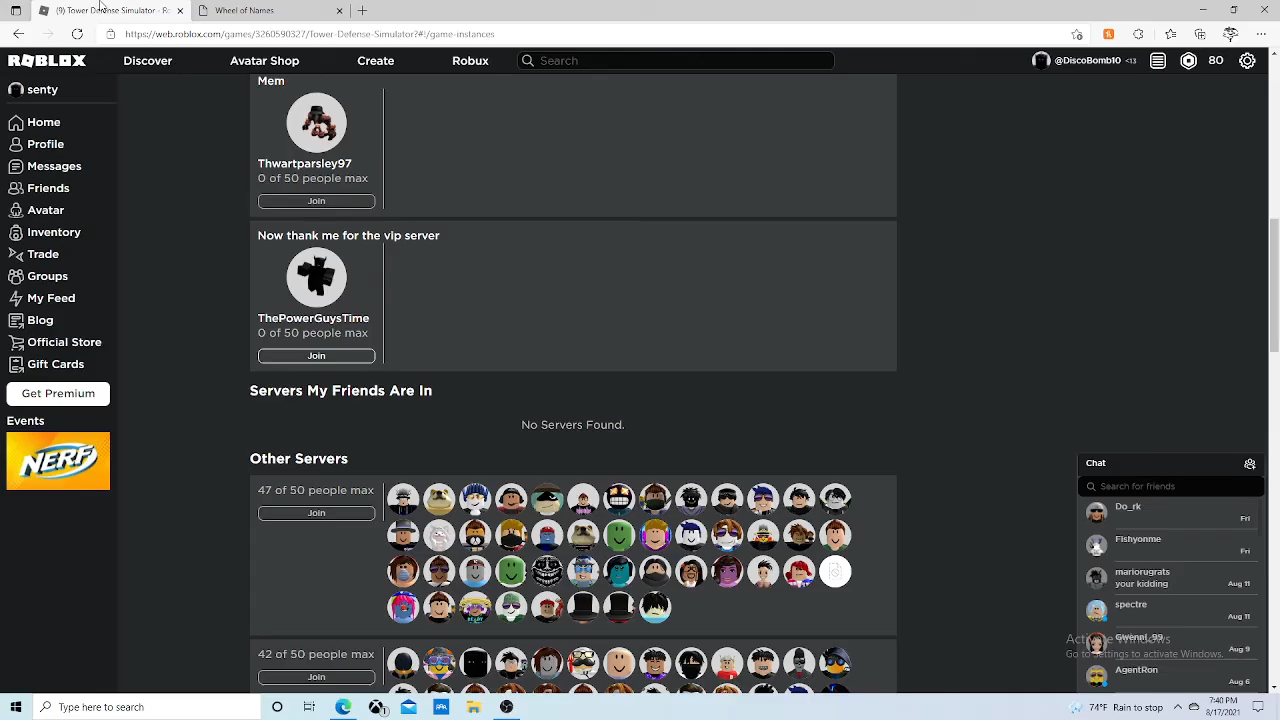 (9) Tower Defense Simulator - Ro
Wheel of Names
https://web.roblox.com/games/3260590327/Tower-Defense-Simulator?#!/game-instances
ROBLOX
Discover
Avatar Shop
Create
Robux
Search
@DiscoBomb10 <13
80
senty
Home
Profile
Messages
Friends
Avatar
Inventory
Trade
Groups
My Feed
Blog
Official Store
Gift Cards
Get Premium
Events
NERF
Mem
Thwartparsley97
0 of 50 people max
Join
Now thank me for the vip server
ThePowerGuysTime
0 of 50 people max
Join
Servers My Friends Are In
No Servers Found.
Other Servers
47 of 50 people max
Join
42 of 50 people max
Join
Chat
Search for friends
Do_rk
Fri
Fishyonme
Fri
mariorugrats
your kidding
Aug 11
spectre
Aug 11
Gwenni_99
Aug 9
AgentRon
Aug 6
Activate Windows
Go to Settings to activate Windows.
Type here to search
74°F Rain to stop
7:40 PM
8/17/2021